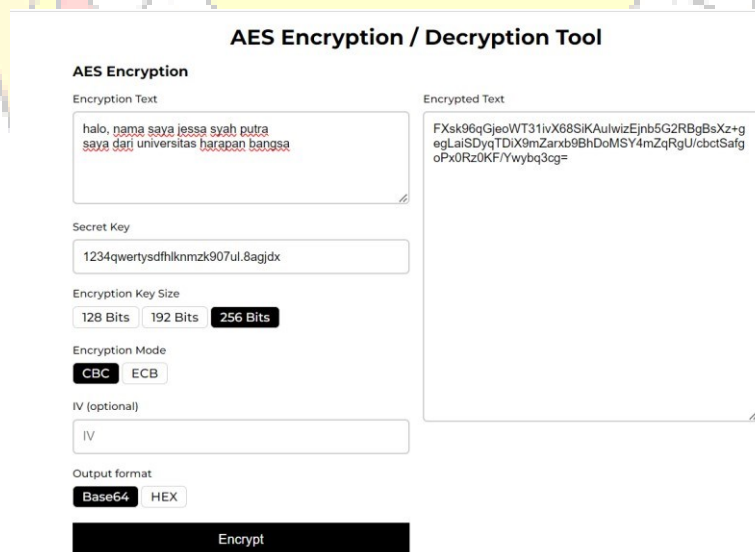 AES Encryption / Decryption Tool
AES Encryption
Encryption Text
halo, nama saya jessa syah putra
saya dari universitas harapan bangsa
Secret Key
1234qwertysdfhlknmzk907ul.8agjdx
Encryption Key Size
128 Bits 192 Bits 256 Bits
Encryption Mode
CBC ECB
IV (optional)
IV
Output format
Base64 HEX
Encrypt
Encrypted Text
FXsk96qGjeoWT31ivX68SiKAulwizEjnb5G2RBgBsXz+g
egLaiSDyqTDiX9mZarxb9BhDoMSY4mZqRgU/cbctSafg
oPx0Rz0KF/Ywybq3cg=